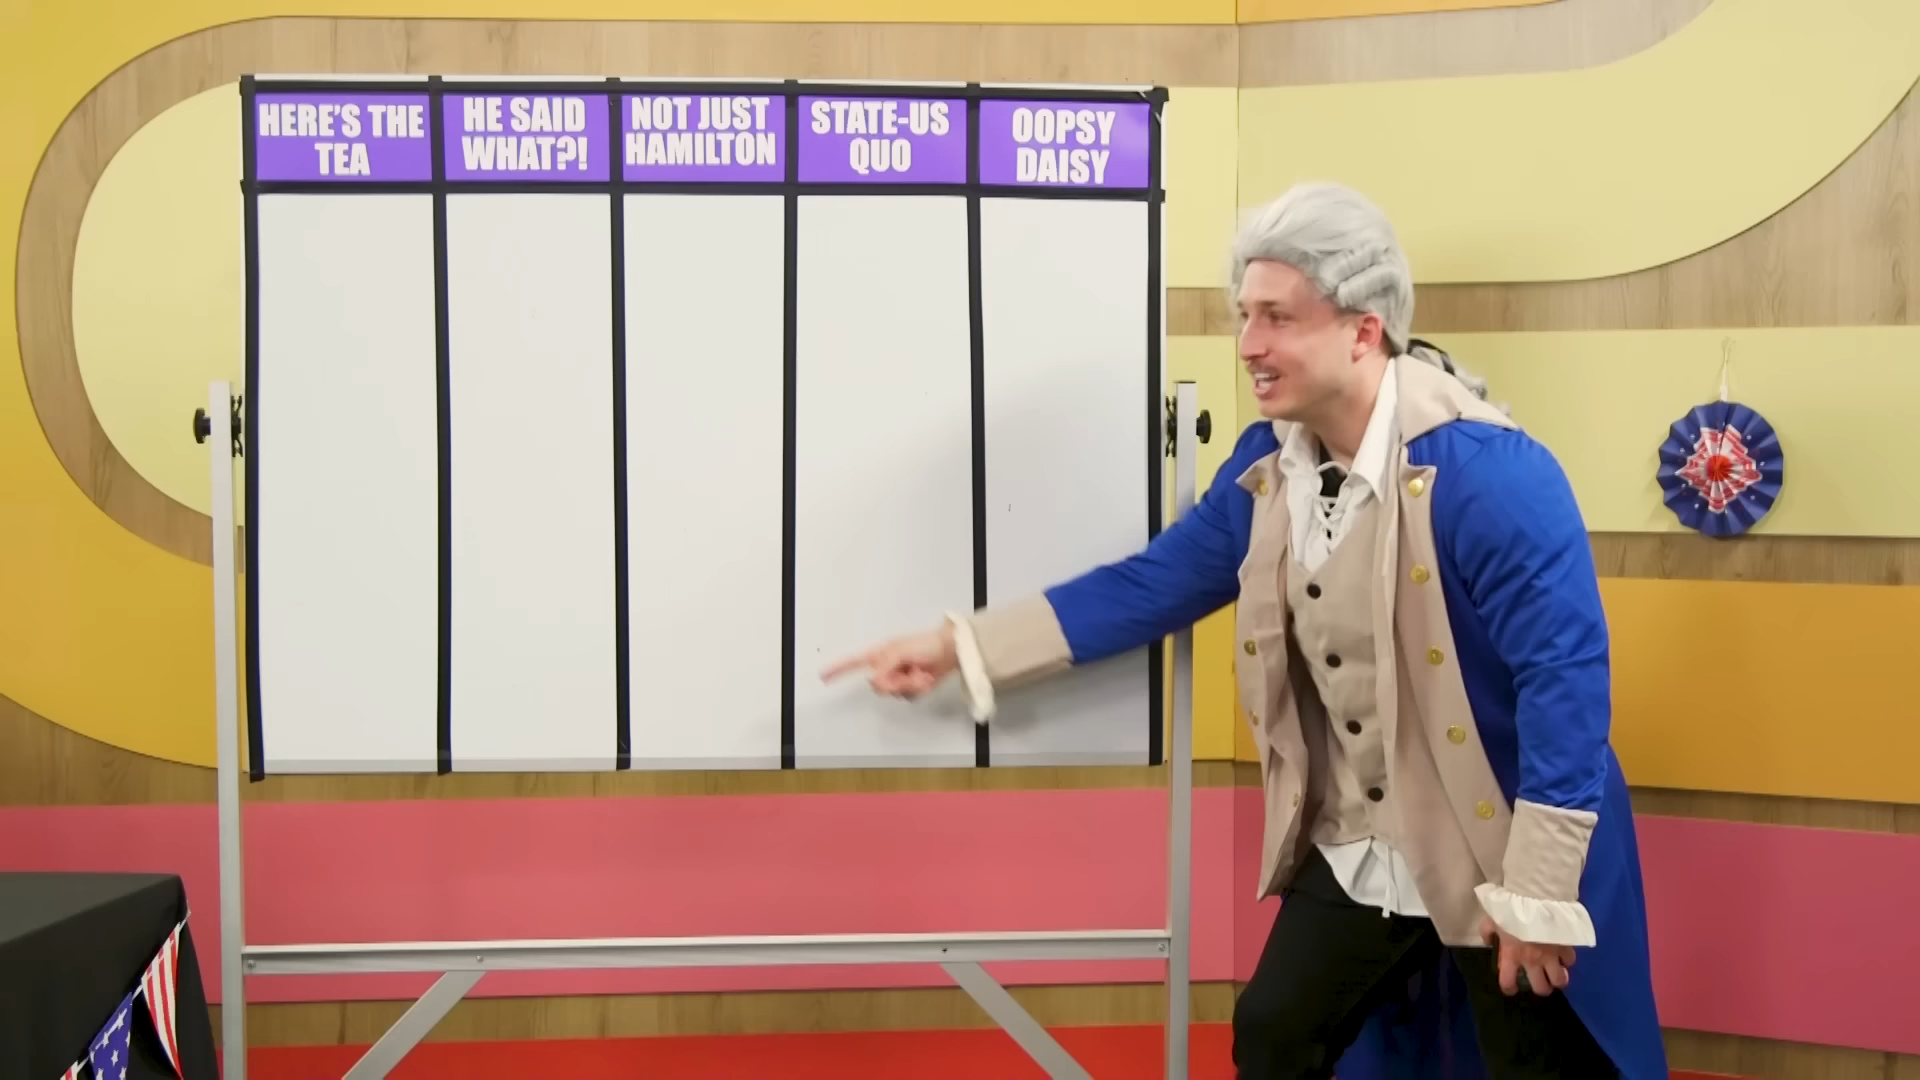 HERE'S THE
TEA
HE SAID
WHAT?!
NOT JUST
HAMILTON
STATE-US
QUO
OOPSY
DAISY